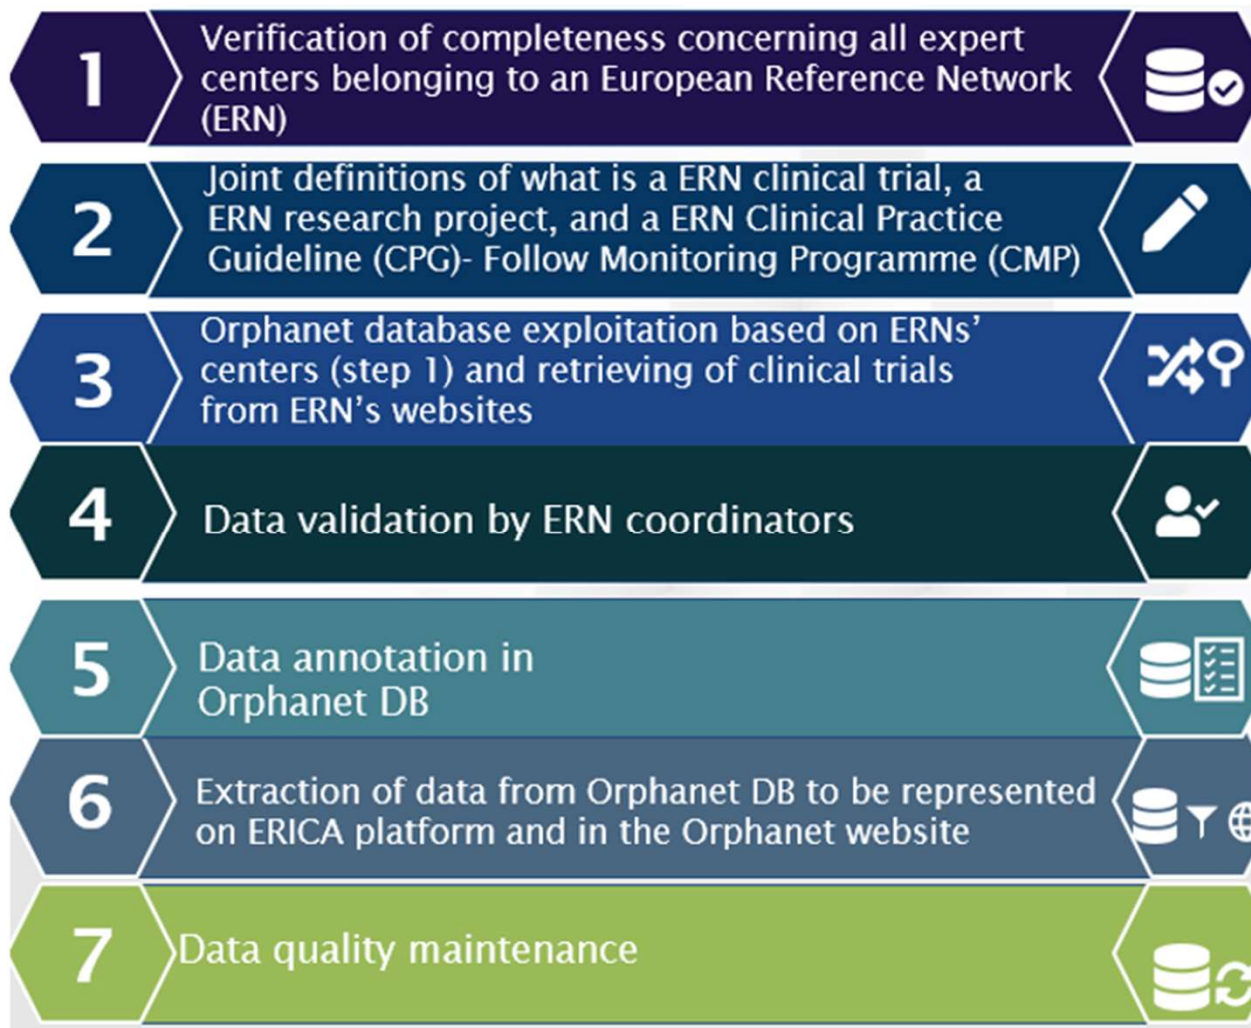 1
Verification of completeness concerning all expert
centers belonging to an European Reference Network
(ERN)
2
Joint definitions of what is a ERN clinical trial, a
ERN research project, and a ERN Clinical Practice
Guideline (CPG)- Follow Monitoring Programme (CMP)
3
Orphanet database exploitation based on ERNs’
centers (step 1) and retrieving of clinical trials
from ERN’s websites
4
Data validation by ERN coordinators
5
Data annotation in
Orphanet DB
6
Extraction of data from Orphanet DB to be represented
on ERICA platform and in the Orphanet website
7
Data quality maintenance